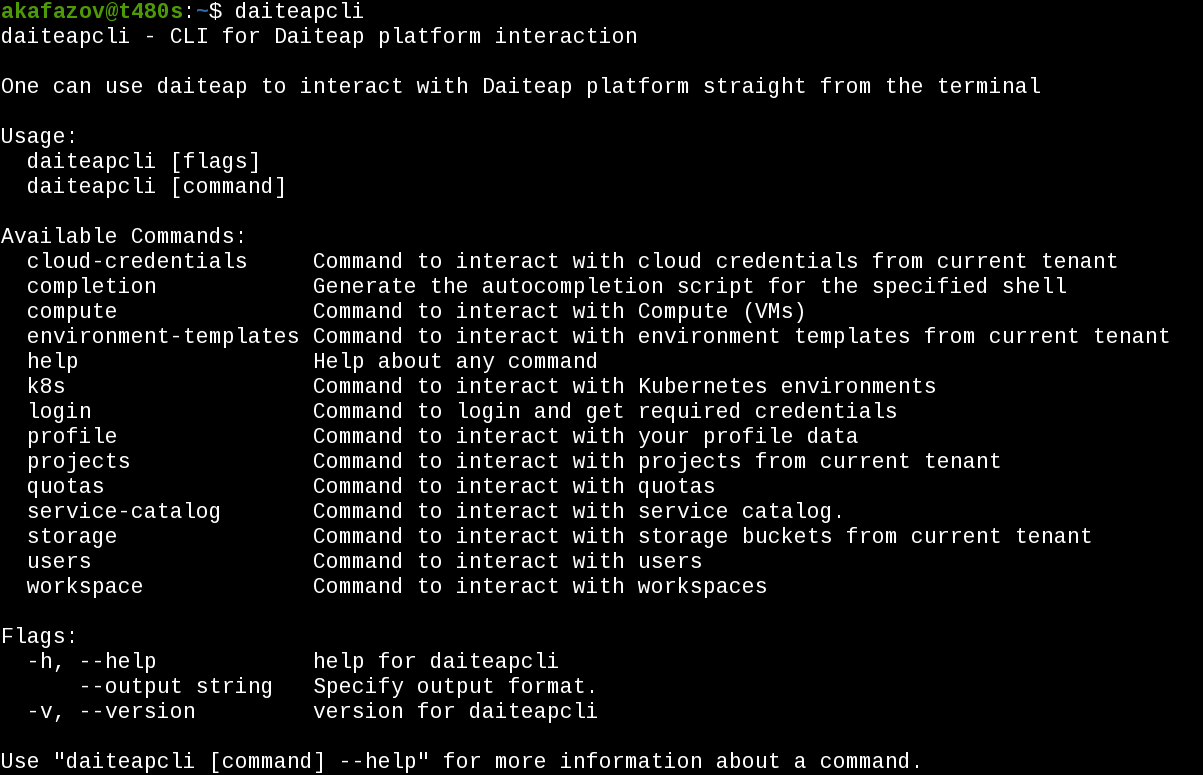 akafazov@t480s:~$ daiteapcli
daiteapcli - CLI for Daiteap platform interaction
One can use daiteap to interact with Daiteap platform straight from the terminal
Usage:
  daiteapcli [flags]
  daiteapcli [command]
Available Commands:
  cloud-credentials     Command to interact with cloud credentials from current tenant
  completion            Generate the autocompletion script for the specified shell
  compute               Command to interact with Compute (VMs)
  environment-templates Command to interact with environment templates from current tenant
  help                  Help about any command
  k8s                   Command to interact with Kubernetes environments
  login                 Command to login and get required credentials
  profile               Command to interact with your profile data
  projects              Command to interact with projects from current tenant
  quotas                Command to interact with quotas
  service-catalog       Command to interact with service catalog.
  storage               Command to interact with storage buckets from current tenant
  users                 Command to interact with users
  workspace             Command to interact with workspaces
Flags:
  -h, --help            help for daiteapcli
      --output string   Specify output format.
  -v, --version         version for daiteapcli
Use "daiteapcli [command] --help" for more information about a command.